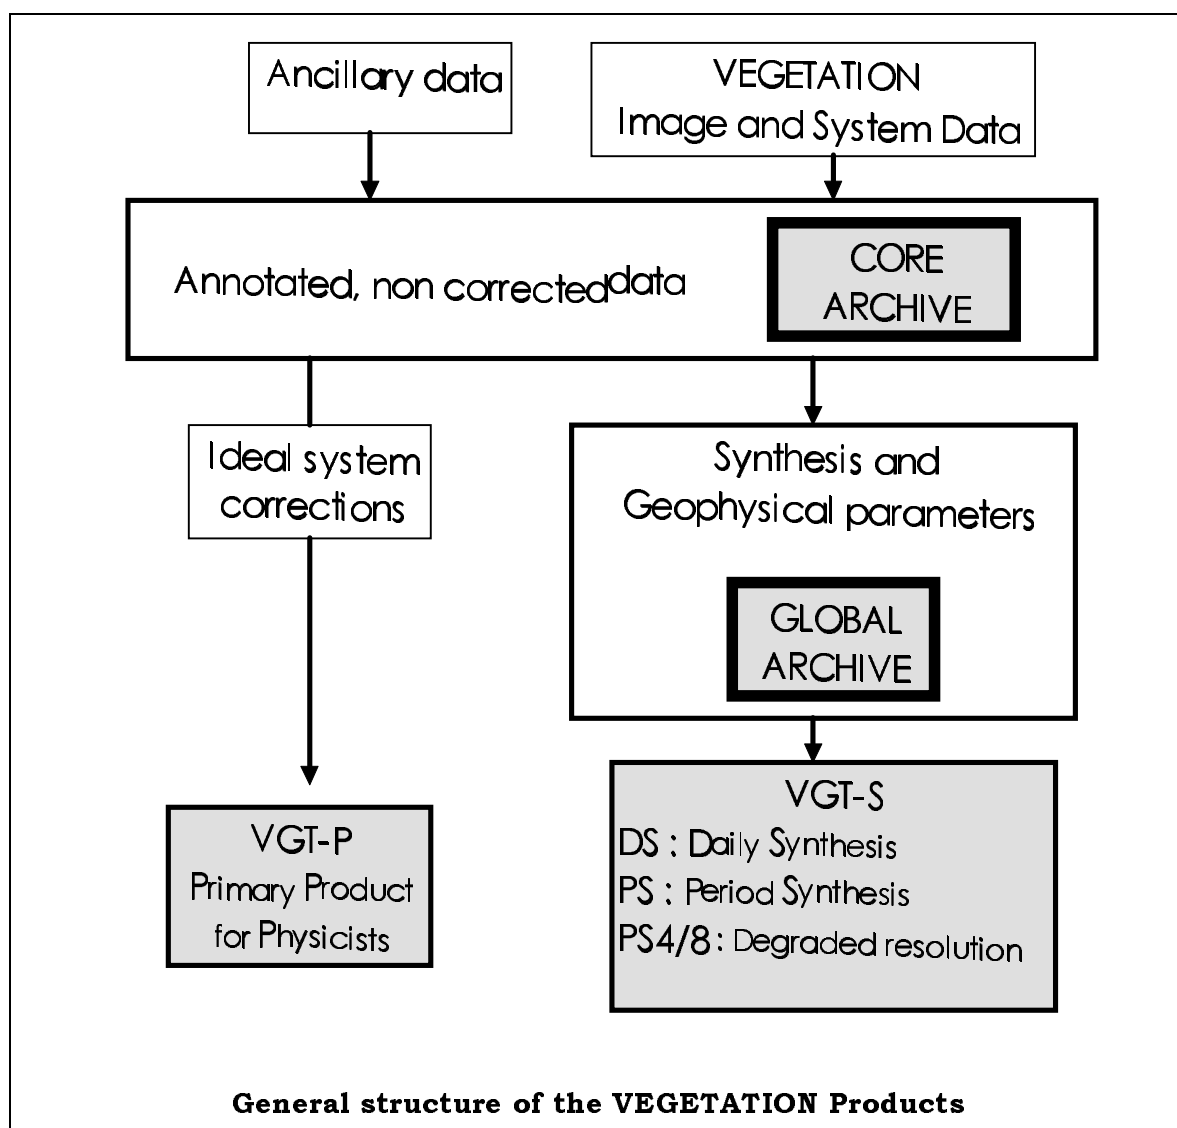 Ancillary data
VEGETATION
Image and System Data
Annotated, non corrected data
CORE
ARCHIVE
Ideal system
corrections
Synthesis and
Geophysical parameters
GLOBAL
ARCHIVE
VGT-P
Primary Product
for Physicists
VGT-S
DS : Daily Synthesis
PS : Period Synthesis
PS4/8 : Degraded resolution
General structure of the VEGETATION Products